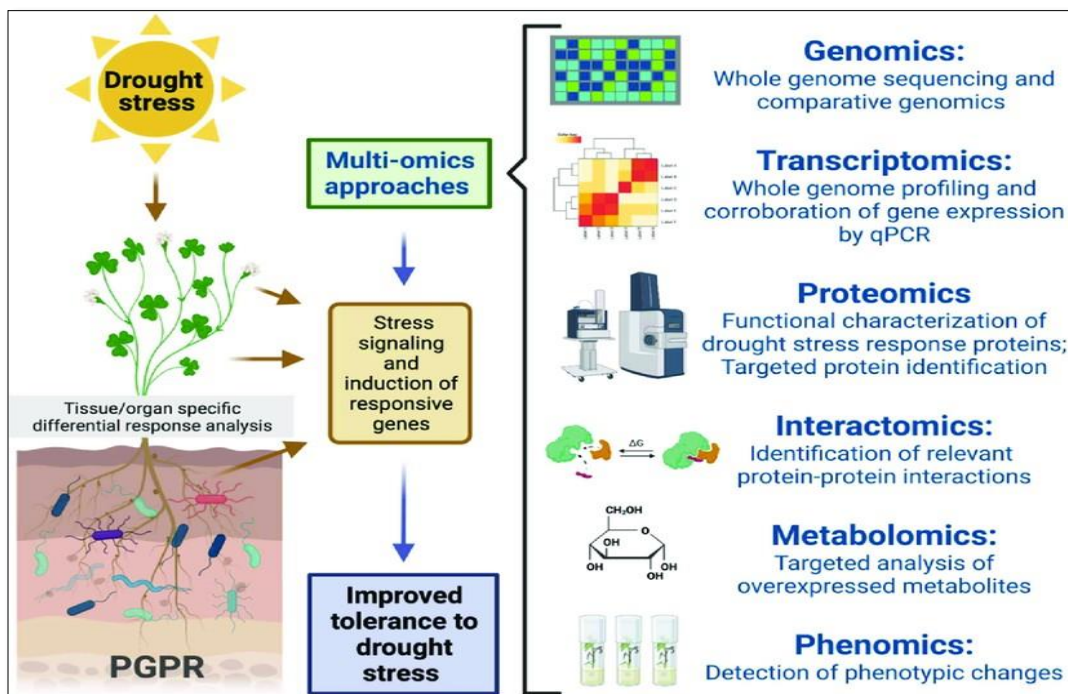 Drought
stress
Multi-omics
approaches
Stress
signaling
and
induction of
responsive
genes
Tissue/organ specific
differential response analysis
PGPR
Improved
tolerance to
drought
stress
Genomics:
Whole genome sequencing and
comparative genomics
Transcriptomics:
Whole genome profiling and
corroboration of gene expression
by qPCR
Proteomics
Functional characterization of
drought stress response proteins;
Targeted protein identification
Interactomics:
Identification of relevant
protein-protein interactions
ΔG
Metabolomics:
Targeted analysis of
overexpressed metabolites
CH₂OH
O
OH
OH
OH
OH
Phenomics:
Detection of phenotypic changes